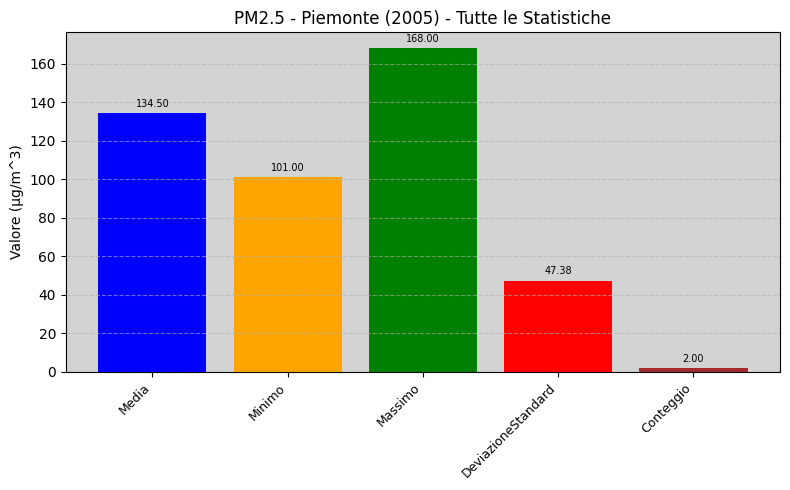 PM2.5 - Piemonte (2005) - Tutte le Statistiche
Valore (µg/m^3)
160
140
120
100
80
60
40
20
0
134.50
101.00
168.00
47.38
2.00
Media
Minimo
Massimo
DeviazioneStandard
Conteggio